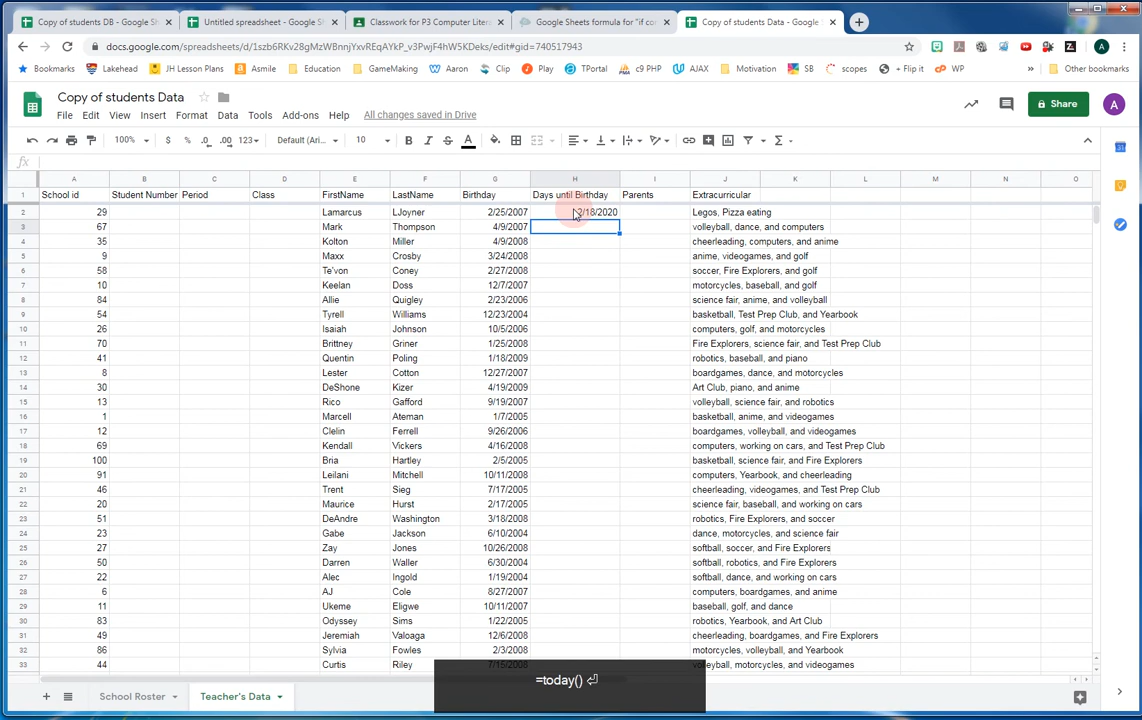 Copy of students DB - Google Sh Untitled spreadsheet - Google Sh Classwork for P3 Computer Liter Google Sheets formula for "if co Copy of students Data - Google
docs.google.com/spreadsheets/d/1szb6RKv28gMzWBnnjYxvREQAYkP_v3PwjF4hW5KDeks/edit#gid=740517943
Bookmarks Lakehead JH Lesson Plans Asmile Education GameMaking Aaron Clip Play TPortal c9 PHP AJAX Motivation SB scopes + Flip it WP » Other bookmarks
Copy of students Data
File Edit View Insert Format Data Tools Add-ons Help All changes saved in Drive
Share A
100% $ % .0 .00 123 Default (Ari... 10 B I S A
fx
A B C D E F G H I J K L M N O
1 School id Student Number Period Class FirstName LastName Birthday Days until Birthday Parents Extracurricular
2 29 Lamarcus LJoyner 2/25/2007 2/18/2020 Legos, Pizza eating
3 67 Mark Thompson 4/9/2007 volleyball, dance, and computers
4 35 Kolton Miller 4/9/2008 cheerleading, computers, and anime
5 9 Maxx Crosby 3/24/2008 anime, videogames, and golf
6 58 Te'von Coney 2/27/2008 soccer, Fire Explorers, and golf
7 10 Keelan Doss 12/7/2007 motorcycles, baseball, and golf
8 84 Allie Quigley 2/23/2006 science fair, anime, and volleyball
9 54 Tyrell Williams 12/23/2004 basketball, Test Prep Club, and Yearbook
10 26 Isaiah Johnson 10/5/2006 computers, golf, and motorcycles
11 70 Brittney Griner 1/25/2008 Fire Explorers, science fair, and Test Prep Club
12 41 Quentin Poling 1/18/2009 robotics, baseball, and piano
13 8 Lester Cotton 12/27/2007 boardgames, dance, and motorcycles
14 30 DeShone Kizer 4/19/2009 Art Club, piano, and anime
15 13 Rico Gafford 9/19/2007 volleyball, science fair, and robotics
16 1 Marcell Ateman 1/7/2005 basketball, anime, and videogames
17 12 Clelin Ferrell 9/26/2006 boardgames, volleyball, and videogames
18 69 Kendall Vickers 4/16/2008 computers, working on cars, and Test Prep Club
19 100 Bria Hartley 2/5/2005 basketball, science fair, and Fire Explorers
20 91 Leilani Mitchell 10/11/2008 computers, Yearbook, and cheerleading
21 46 Trent Sieg 7/17/2005 cheerleading, videogames, and Test Prep Club
22 20 Maurice Hurst 2/17/2005 science fair, baseball, and working on cars
23 51 DeAndre Washington 3/18/2008 robotics, Fire Explorers, and soccer
24 23 Gabe Jackson 6/10/2004 dance, motorcycles, and science fair
25 27 Zay Jones 10/26/2008 softball, soccer, and Fire Explorers
26 50 Darren Waller 6/30/2004 softball, robotics, and Fire Explorers
27 22 Alec Ingold 1/19/2004 softball, dance, and working on cars
28 6 AJ Cole 8/27/2007 computers, boardgames, and anime
29 11 Ukeme Eligwe 10/11/2007 baseball, golf, and dance
30 83 Odyssey Sims 1/22/2005 robotics, Yearbook, and Art Club
31 49 Jeremiah Valoaga 12/6/2008 cheerleading, boardgames, and Fire Explorers
32 86 Sylvia Fowles 2/3/2008 motorcycles, volleyball, and Yearbook
33 44 Curtis Riley 7/15/2008 volleyball, motorcycles, and videogames
=today() ⏎
School Roster Teacher's Data